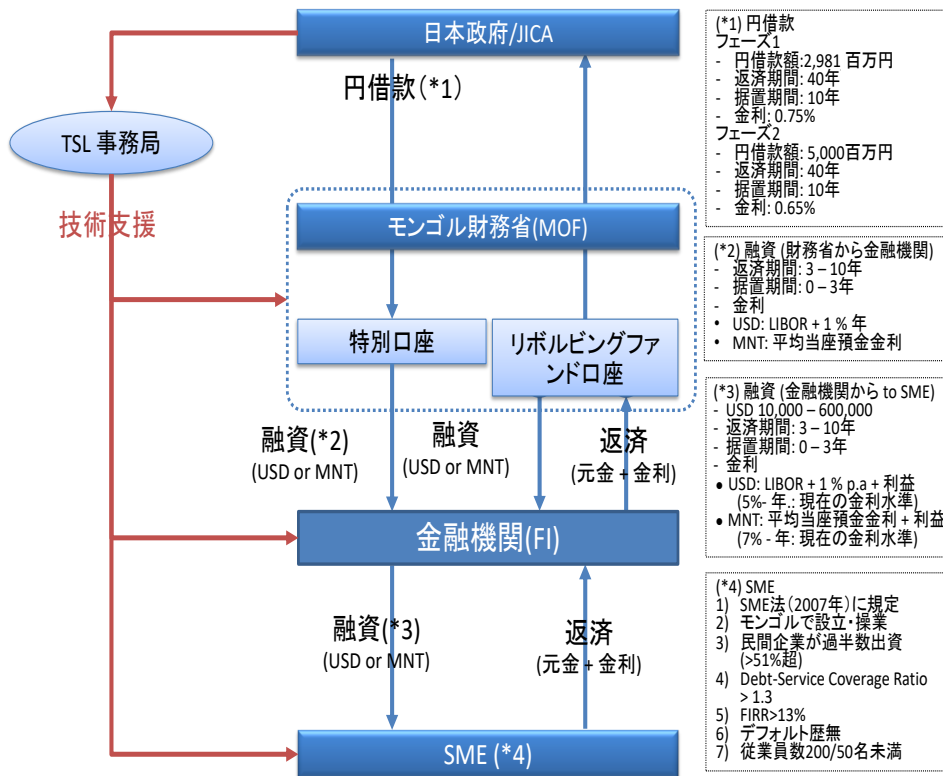 日本政府/JICA
円借款(*1)
TSL 事務局
技術支援
モンゴル財務省(MOF)
特別口座
リボルビングファ
ンド口座
融資(*2)
(USD or MNT)
融資
(USD or MNT)
返済
(元金 + 金利)
金融機関(FI)
融資(*3)
(USD or MNT)
返済
(元金 + 金利)
SME (*4)
(*1) 円借款
フェーズ1
- 円借款額:2,981 百万円
- 返済期間: 40年
- 据置期間: 10年
- 金利: 0.75%
フェーズ2
- 円借款額: 5,000百万円
- 返済期間: 40年
- 据置期間: 10年
- 金利: 0.65%
(*2) 融資 (財務省から金融機関)
- 返済期間: 3 – 10年
- 据置期間: 0 – 3年
- 金利
• USD: LIBOR + 1 % 年
• MNT: 平均当座預金金利
(*3) 融資 (金融機関から to SME)
- USD 10,000 – 600,000
- 返済期間: 3 – 10年
- 据置期間: 0 – 3年
- 金利
• USD: LIBOR + 1 % p.a + 利益
(5%- 年.: 現在の金利水準)
• MNT: 平均当座預金金利 + 利益
(7% - 年: 現在の金利水準)
(*4) SME
1) SME法(2007年)に規定
2) モンゴルで設立・操業
3) 民間企業が過半数出資
(>51%超)
4) Debt-Service Coverage Ratio
> 1.3
5) FIRR>13%
6) デフォルト歴無
7) 従業員数200/50名未満